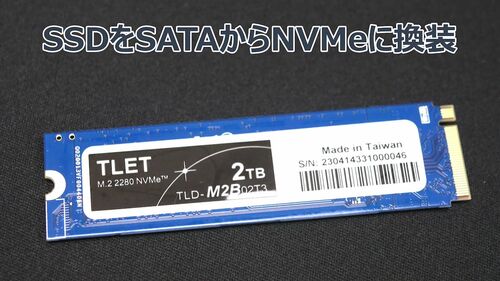 SSDをSATAからNVMeに換装
TLET
M.2 2280 NVMe™
2TB
TLD-M2B02T3
Made in Taiwan
S/N: 230414331000046